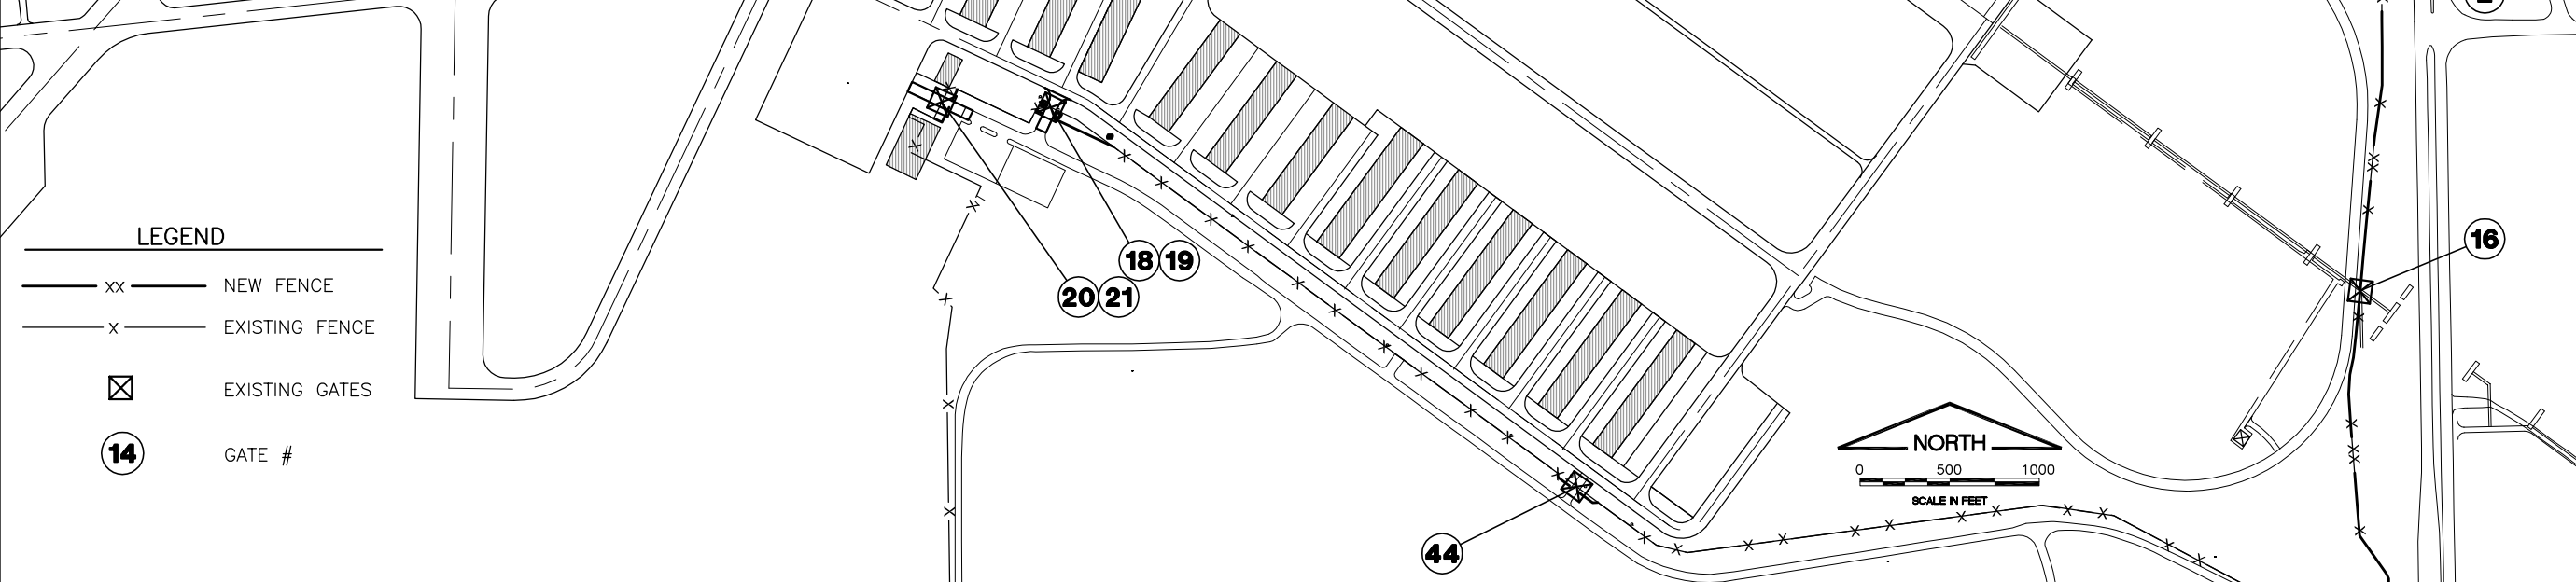 LEGEND
XX NEW FENCE
X EXISTING FENCE
EXISTING GATES
14 GATE #
18 19
20 21
16
44
NORTH
0 500 1000
SCALE IN FEET